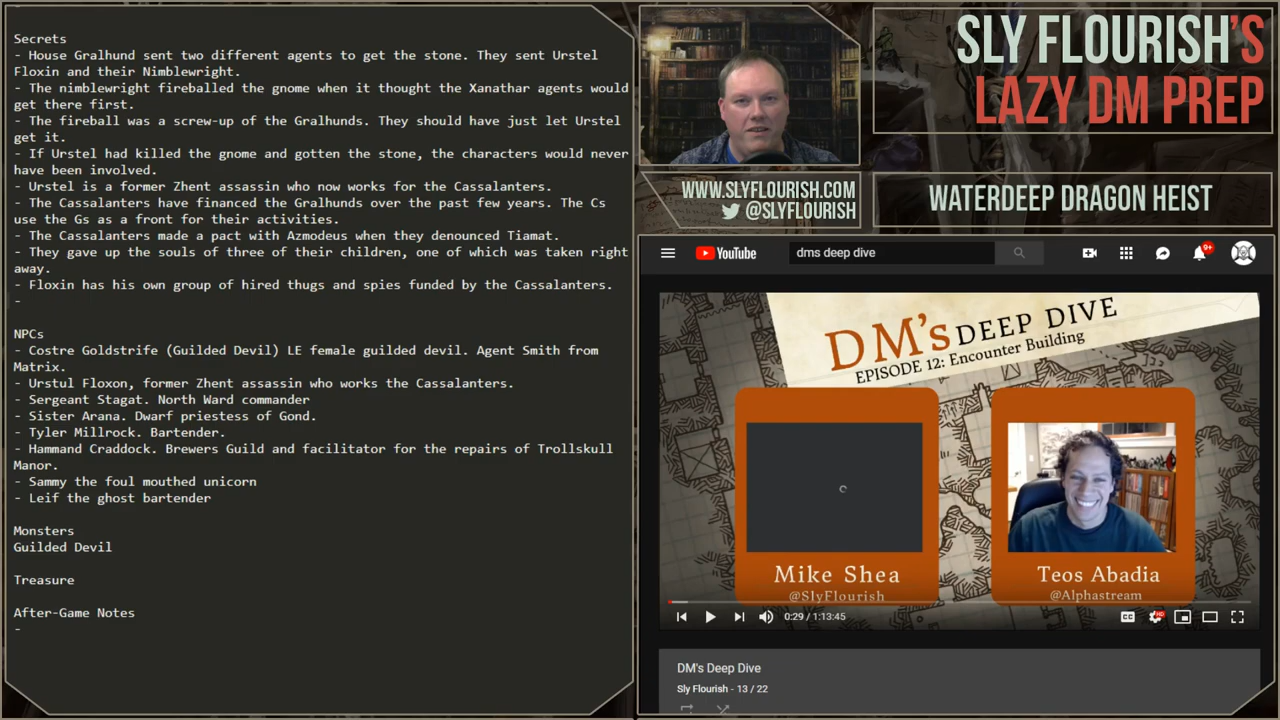 Secrets
- House Gralhund sent two different agents to get the stone. They sent Urstel
Floxin and their Nimblewright.
- The nimblewright fireballed the gnome when it thought the Xanathar agents would
get there first.
- The fireball was a screw-up of the Gralhunds. They should have just let Urstel
get it.
- If Urstel had killed the gnome and gotten the stone, the characters would never
have been involved.
- Urstel is a former Zhent assassin who now works for the Cassalanters.
- The Cassalanters have financed the Gralhunds over the past few years. The Cs
use the Gs as a front for their activities.
- The Cassalanters made a pact with Azmodeus when they denounced Tiamat.
- They gave up the souls of three of their children, one of which was taken right
away.
- Floxin has his own group of hired thugs and spies funded by the Cassalanters.
-
NPCs
- Costre Goldstrife (Guilded Devil) LE female guilded devil. Agent Smith from
Matrix.
- Urstul Floxon, former Zhent assassin who works the Cassalanters.
- Sergeant Stagat. North Ward commander
- Sister Arana. Dwarf priestess of Gond.
- Tyler Millrock. Bartender.
- Hammand Craddock. Brewers Guild and facilitator for the repairs of Trollskull
Manor.
- Sammy the foul mouthed unicorn
- Leif the ghost bartender
Monsters
Guilded Devil
Treasure
After-Game Notes
-
SLY FLOURISH'S
LAZY DM PREP
WWW.SLYFLOURISH.COM
@SLYFLOURISH
WATERDEEP DRAGON HEIST
YouTube
dms deep dive
9+
DM's DEEP DIVE
EPISODE 12: Encounter Building
Mike Shea
@SlyFlourish
Teos Abadia
@Alphastream
0:29 / 1:13:45
CC
HD
DM's Deep Dive
Sly Flourish - 13 / 22